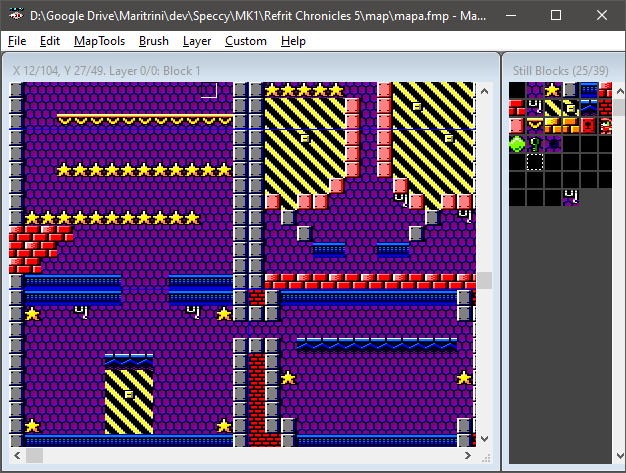 D:\Google Drive\Maritrini\dev\Speccy\MK1\Refrit Chronicles 5\map\mapa.fmp - Ma...
File Edit MapTools Brush Layer Custom Help
X 12/104, Y 27/49. Layer 0/0: Block 1
Still Blocks (25/39)